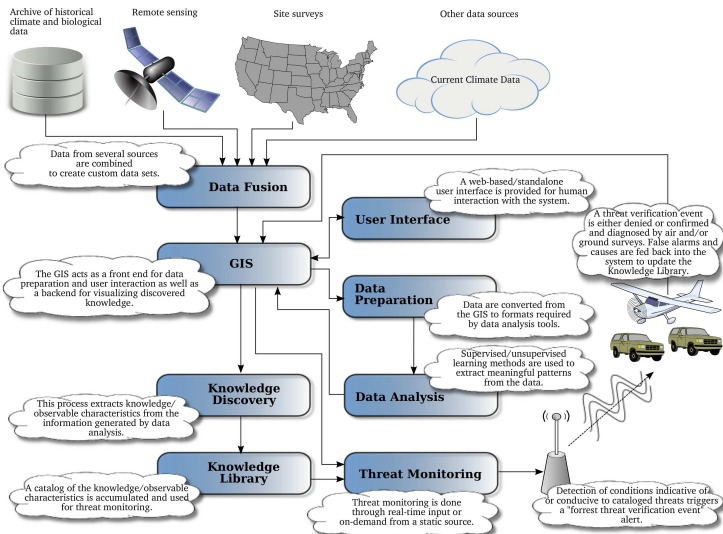 Archive of historical
climate and biological
data
Remote sensing
Site surveys
Other data sources
Current Climate Data
Data from several sources
are combined
to create custom data sets.
Data Fusion
A web-based/standalone
user interface is provided for human
interaction with the system.
User Interface
A threat verification event
is either denied or confirmed
and diagnosed by air and/or
ground surveys. False alarms and
causes are fed back into the
system to update the
Knowledge Library.
GIS
The GIS acts as a front end for data
preparation and user interaction as well as
a backend for visualizing discovered
knowledge.
Data
Preparation
Data are converted from
the GIS to formats required
by data analysis tools.
Supervised/unsupervised
learning methods are used to
extract meaningful patterns
from the data.
Data Analysis
Knowledge
Discovery
This process extracts knowledge/
observable characteristics from the
information generated by data
analysis.
Knowledge
Library
A catalog of the knowledge/observable
characteristics is accumulated and used
for threat monitoring.
Threat Monitoring
Threat monitoring is done
through real-time input or
on-demand from a static source.
Detection of conditions indicative of
or conducive to cataloged threats triggers
a "forrest threat verification event"
alert.